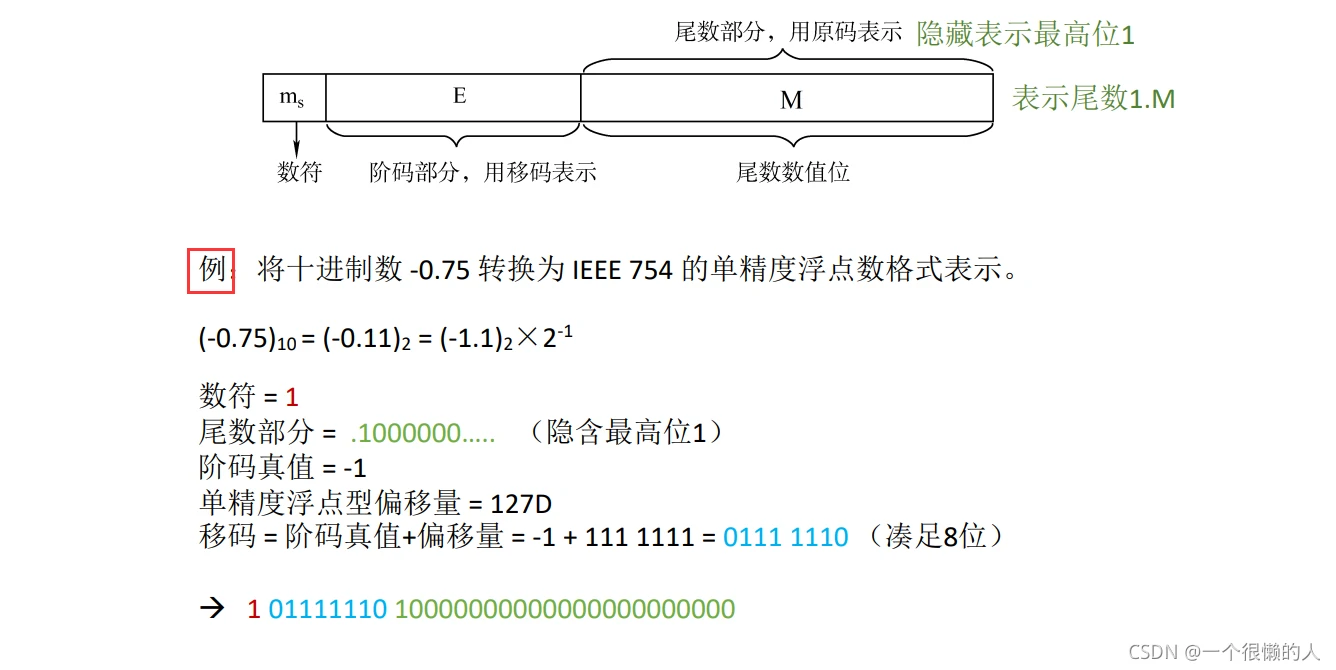 尾数部分，用原码表示 隐藏表示最高位1
mₛ E M 表示尾数1.M
数符 阶码部分，用移码表示 尾数数值位
例： 将十进制数 -0.75 转换为 IEEE 754 的单精度浮点数格式表示。
(-0.75)₁₀ = (-0.11)₂ = (-1.1)₂×2⁻¹
数符 = 1
尾数部分 = .1000000..... （隐含最高位1）
阶码真值 = -1
单精度浮点型偏移量 = 127D
移码 = 阶码真值+偏移量 = -1 + 111 1111 = 0111 1110 （凑足8位）
→ 1 01111110 10000000000000000000000
CSDN @一个很懒的人